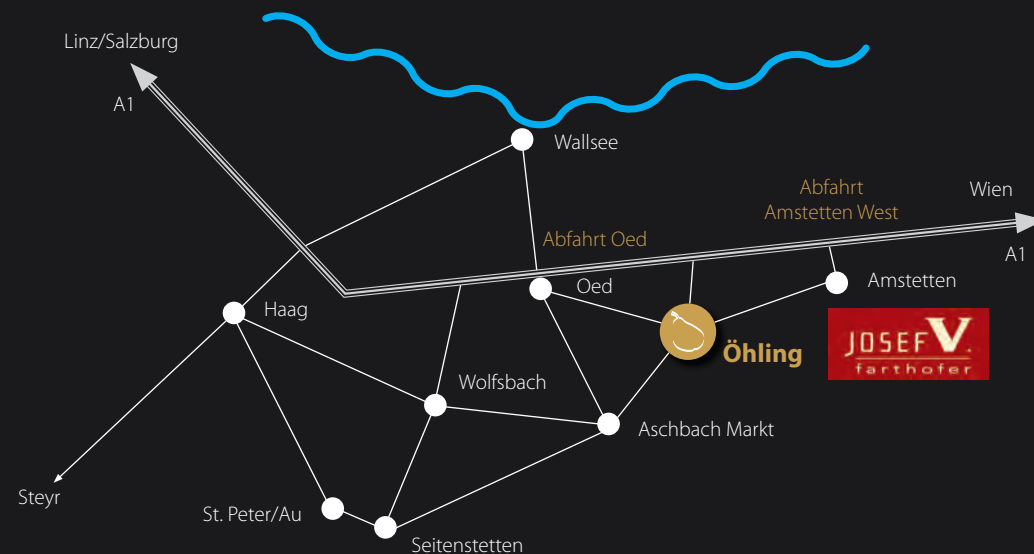 Linz/Salzburg
A1
Wallsee
Abfahrt
Amstetten West
Wien
Abfahrt Oed
A1
Oed
Amstetten
Haag
JOSEF V.
farthofer
Öhling
Wolfsbach
Aschbach Markt
Steyr
St. Peter/Au
Seitenstetten